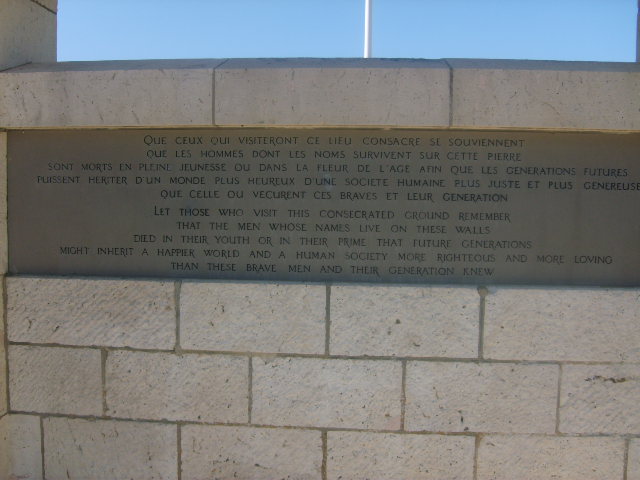 QUE CEUX QUI VISITERONT CE LIEU CONSACRE SE SOUVIENNENT
QUE LES HOMMES DONT LES NOMS SURVIVENT SUR CETTE PIERRE
SONT MORTS EN PLEINE JEUNESSE OU DANS LA FLEUR DE L'AGE AFIN QUE LES GENERATIONS FUTURES
PUISSENT HERITER D'UN MONDE PLUS HEUREUX D'UNE SOCIETE HUMAINE PLUS JUSTE ET PLUS GENEREUSE
QUE CELLE OU VECURENT CES BRAVES ET LEUR GENERATION
LET THOSE WHO VISIT THIS CONSECRATED GROUND REMEMBER
THAT THE MEN WHOSE NAMES LIVE ON THESE WALLS
DIED IN THEIR YOUTH OR IN THEIR PRIME THAT FUTURE GENERATIONS
MIGHT INHERIT A HAPPIER WORLD AND A HUMAN SOCIETY MORE RIGHTEOUS AND MORE LOVING
THAN THESE BRAVE MEN AND THEIR GENERATION KNEW